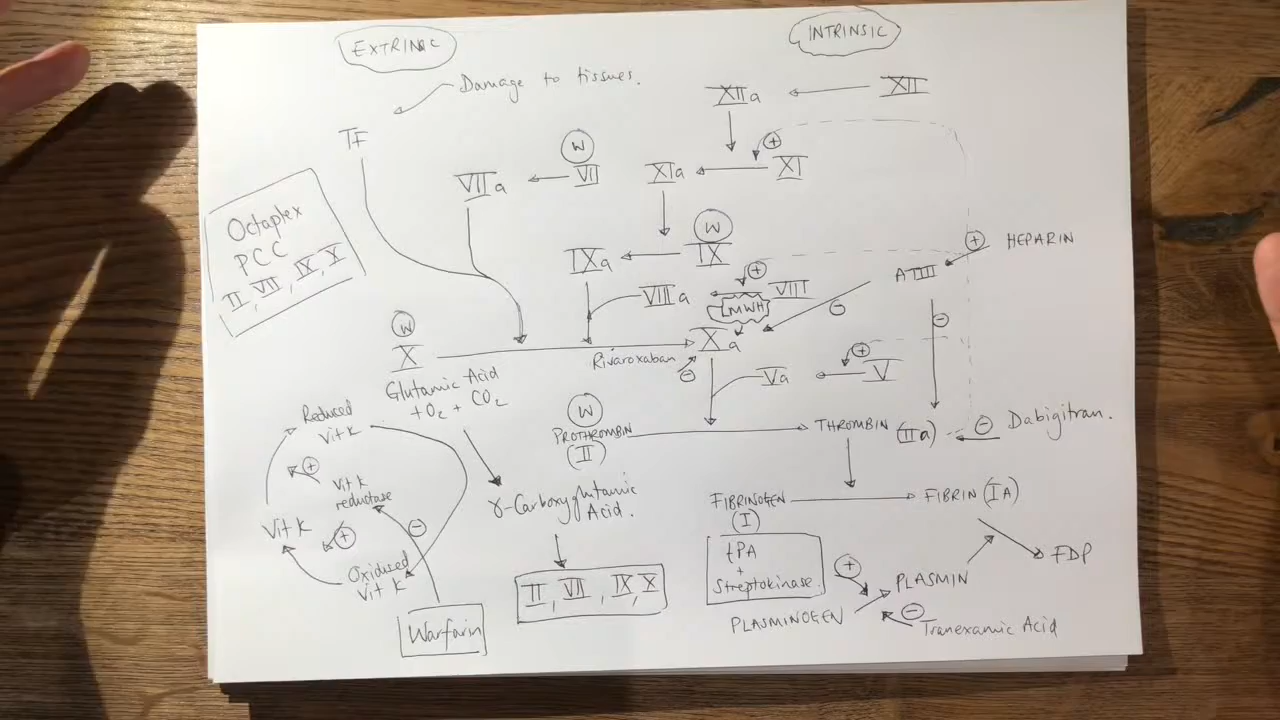 EXTRINSIC
INTRINSIC
Damage to tissues.
XIIa
XII
TF
+
W
VIIa
VII
XIa
XI
Octaplex
PCC
II, VII, IX, X
W
IXa
IX
HEPARIN
+
ATIII
+
VIIIa
VIII
LMWH
-
W
X
Rivaroxaban
Xa
-
-
+
Va
V
Glutamic Acid
+O2 + CO2
W
PROTHROMBIN
(II)
THROMBIN (IIa)
-
Dabigitran.
Reduced
Vit K
+
Vit K
reductase
Vit K
+
-
Oxidused
Vit K
Warfarin
γ-Carboxyglutamic
Acid.
II, VII, IX, X
FIBRINOGEN
(I)
FIBRIN (IA)
FDP
tPA
+
Streptokinase
+
PLASMIN
PLASMINOGEN
-
Tranexamic Acid